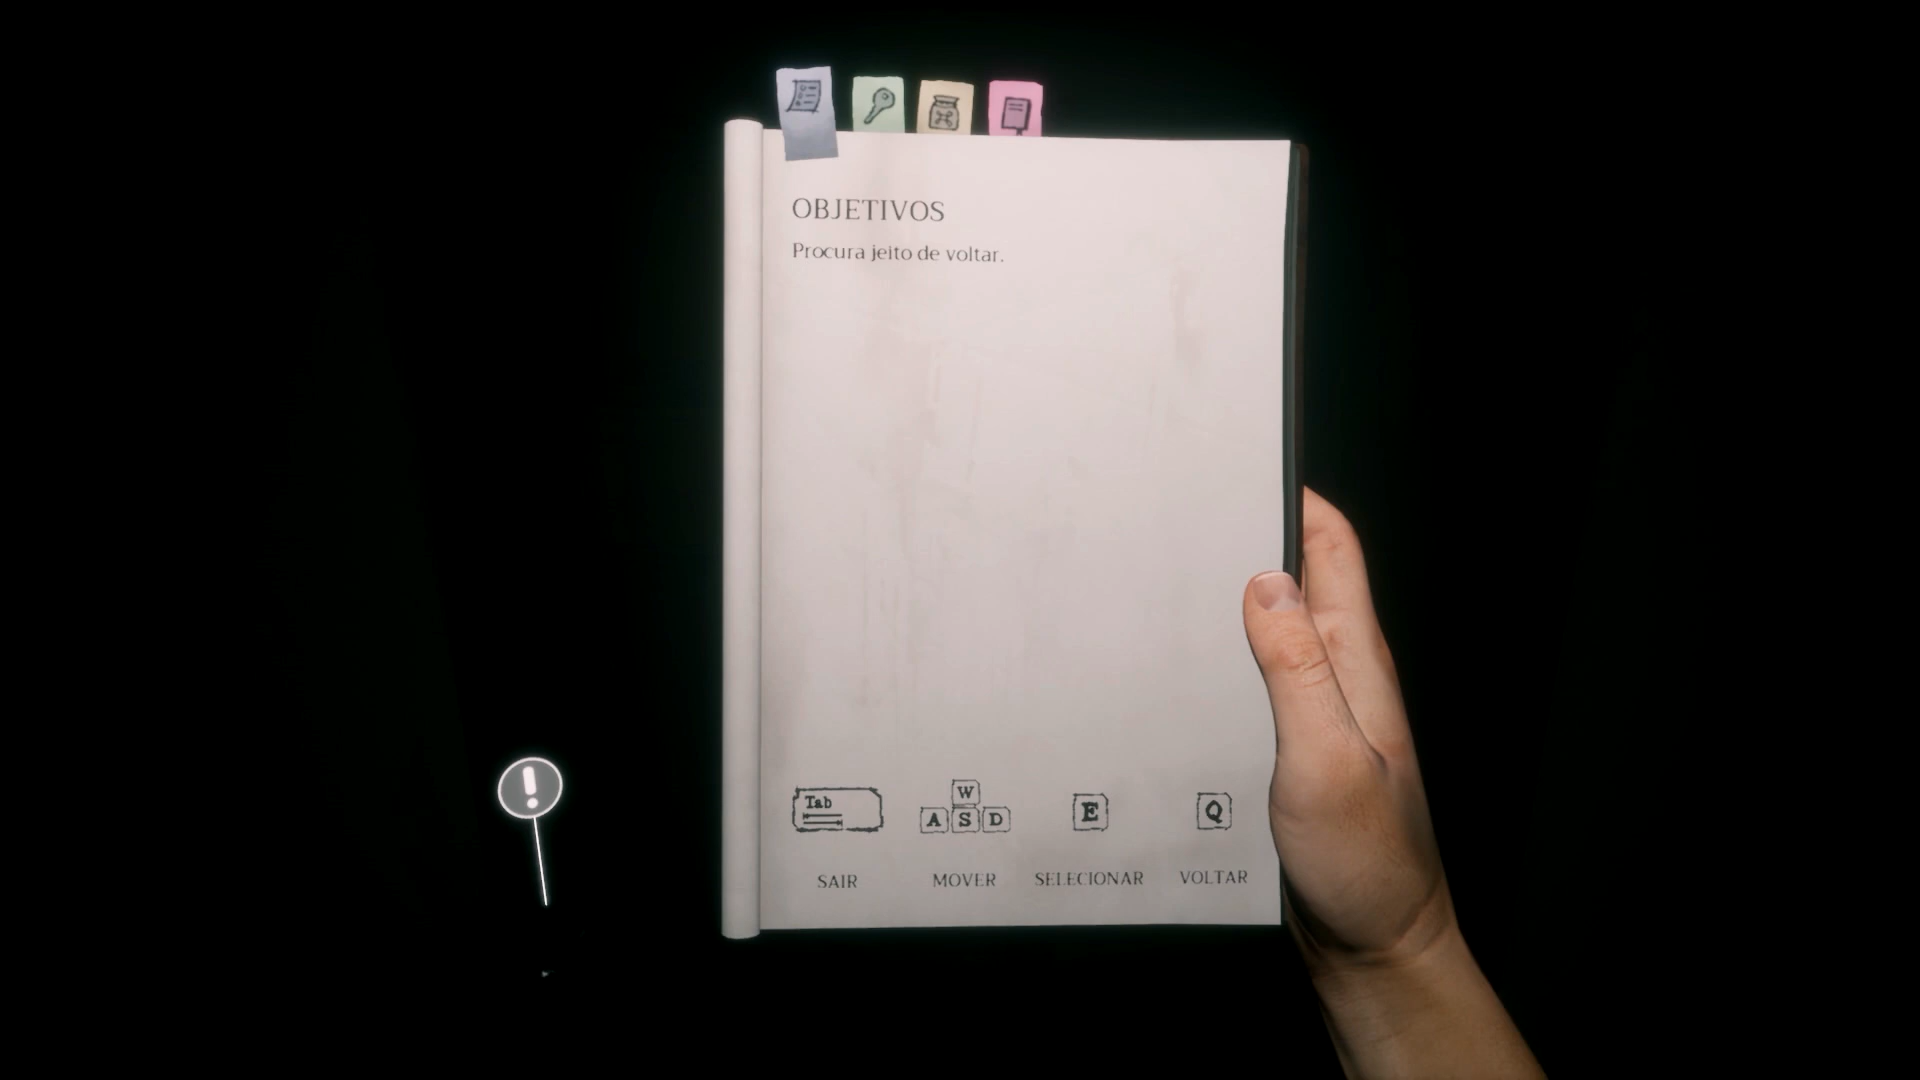 OBJETIVOS
Procura jeito de voltar.
Tab
W
A S D
E
Q
SAIR
MOVER
SELECIONAR
VOLTAR
!